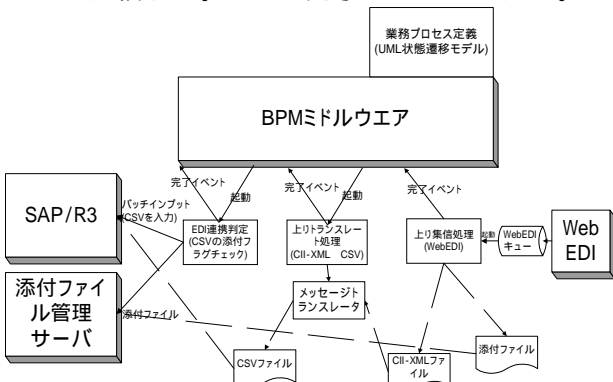 業務プロセス定義
(UML状態遷移モデル)
BPMミドルウエア
完了イベント
起動
完了イベント
起動
完了イベント
SAP/R3
バッチインプット
(CSVを入力)
EDI連携判定
(CSVの添付フ
ラグチェック)
上りトランスレー
ト処理
(CII-XML CSV)
上り集信処理
(WebEDI)
起動
WebEDI
キュー
Web
EDI
添付ファイ
ル管理
サーバ
添付ファイル
メッセージト
ランスレータ
CSVファイル
CII-XMLファ
イル
添付ファイル